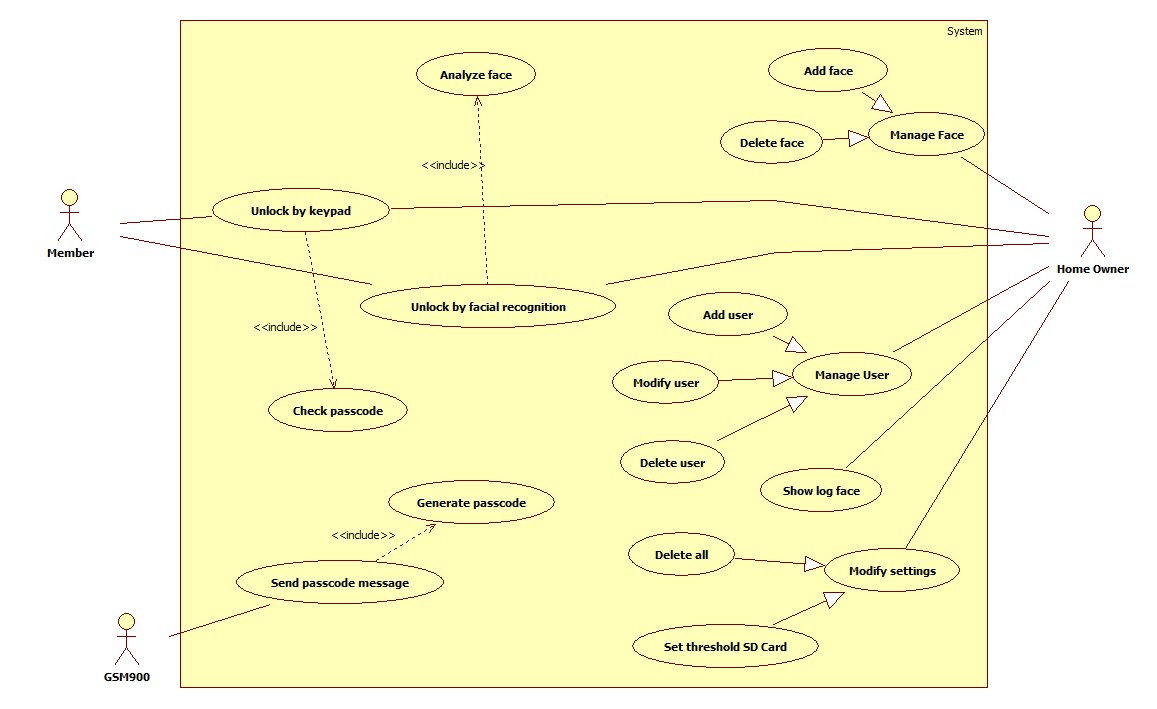 System
Analyze face
Add face
Delete face
Manage Face
<<include>>
Unlock by keypad
Member
Home Owner
Unlock by facial recognition
Add user
<<include>>
Modify user
Manage User
Check passcode
Delete user
Show log face
Generate passcode
<<include>>
Delete all
Modify settings
Send passcode message
Set threshold SD Card
GSM900